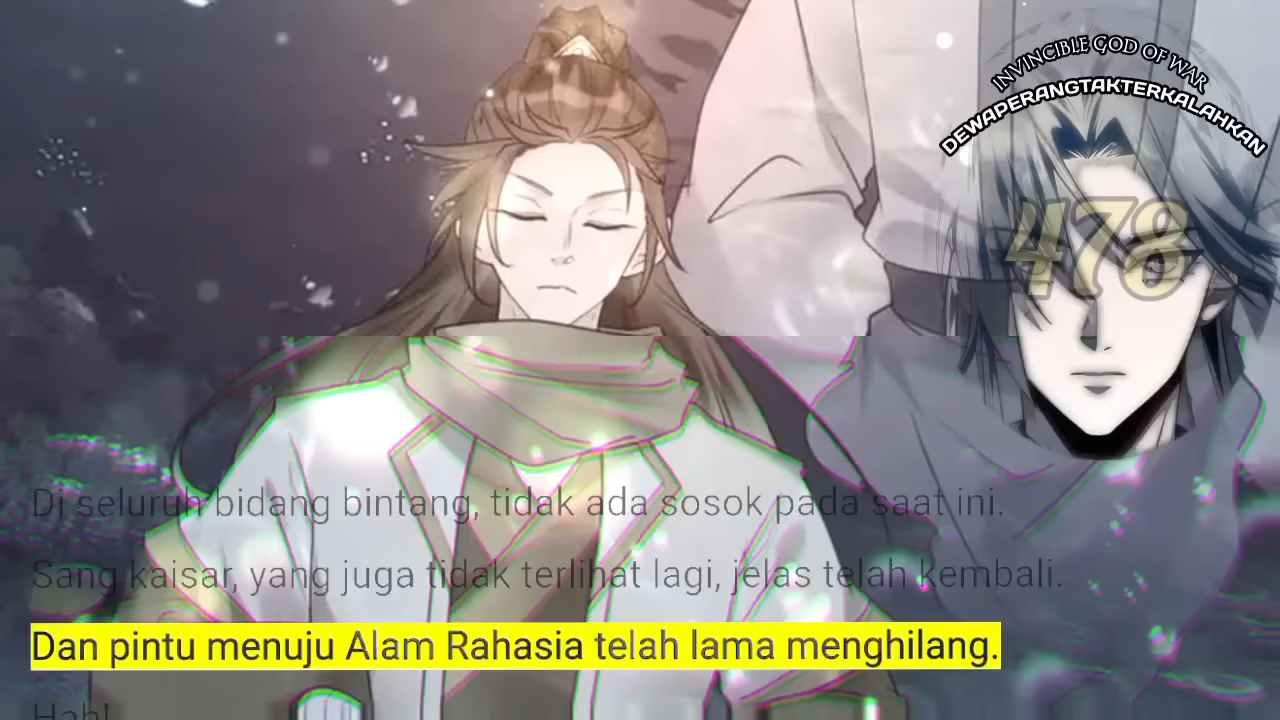 INVINCIBLE GOD OF WAR
DEWAPERANGTAKTERKALAHKAN
478
Di seluruh bidang bintang, tidak ada sosok pada saat ini.
Sang kaisar, yang juga tidak terlihat lagi, jelas telah kembali.
Dan pintu menuju Alam Rahasia telah lama menghilang.
Hah!